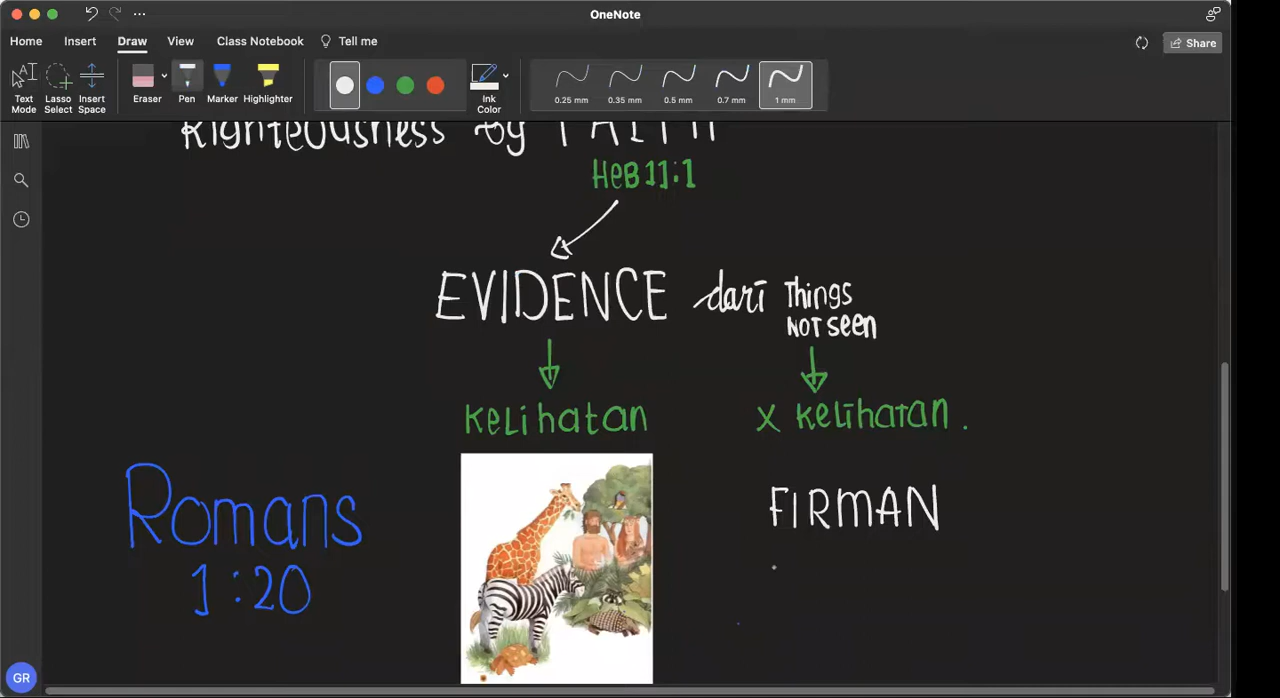 OneNote
Home Insert Draw View Class Notebook Tell me
Share
Text Mode
Lasso Select
Insert Space
Eraser
Pen
Marker
Highlighter
Ink Color
0.25 mm
0.35 mm
0.5 mm
0.7 mm
1 mm
Righteousness by FAITH
HeB 11:1
EVIDENCE dari Things
NOT seen
Kelihatan
X Kelihatan.
Romans
1:20
FIRMAN
GR